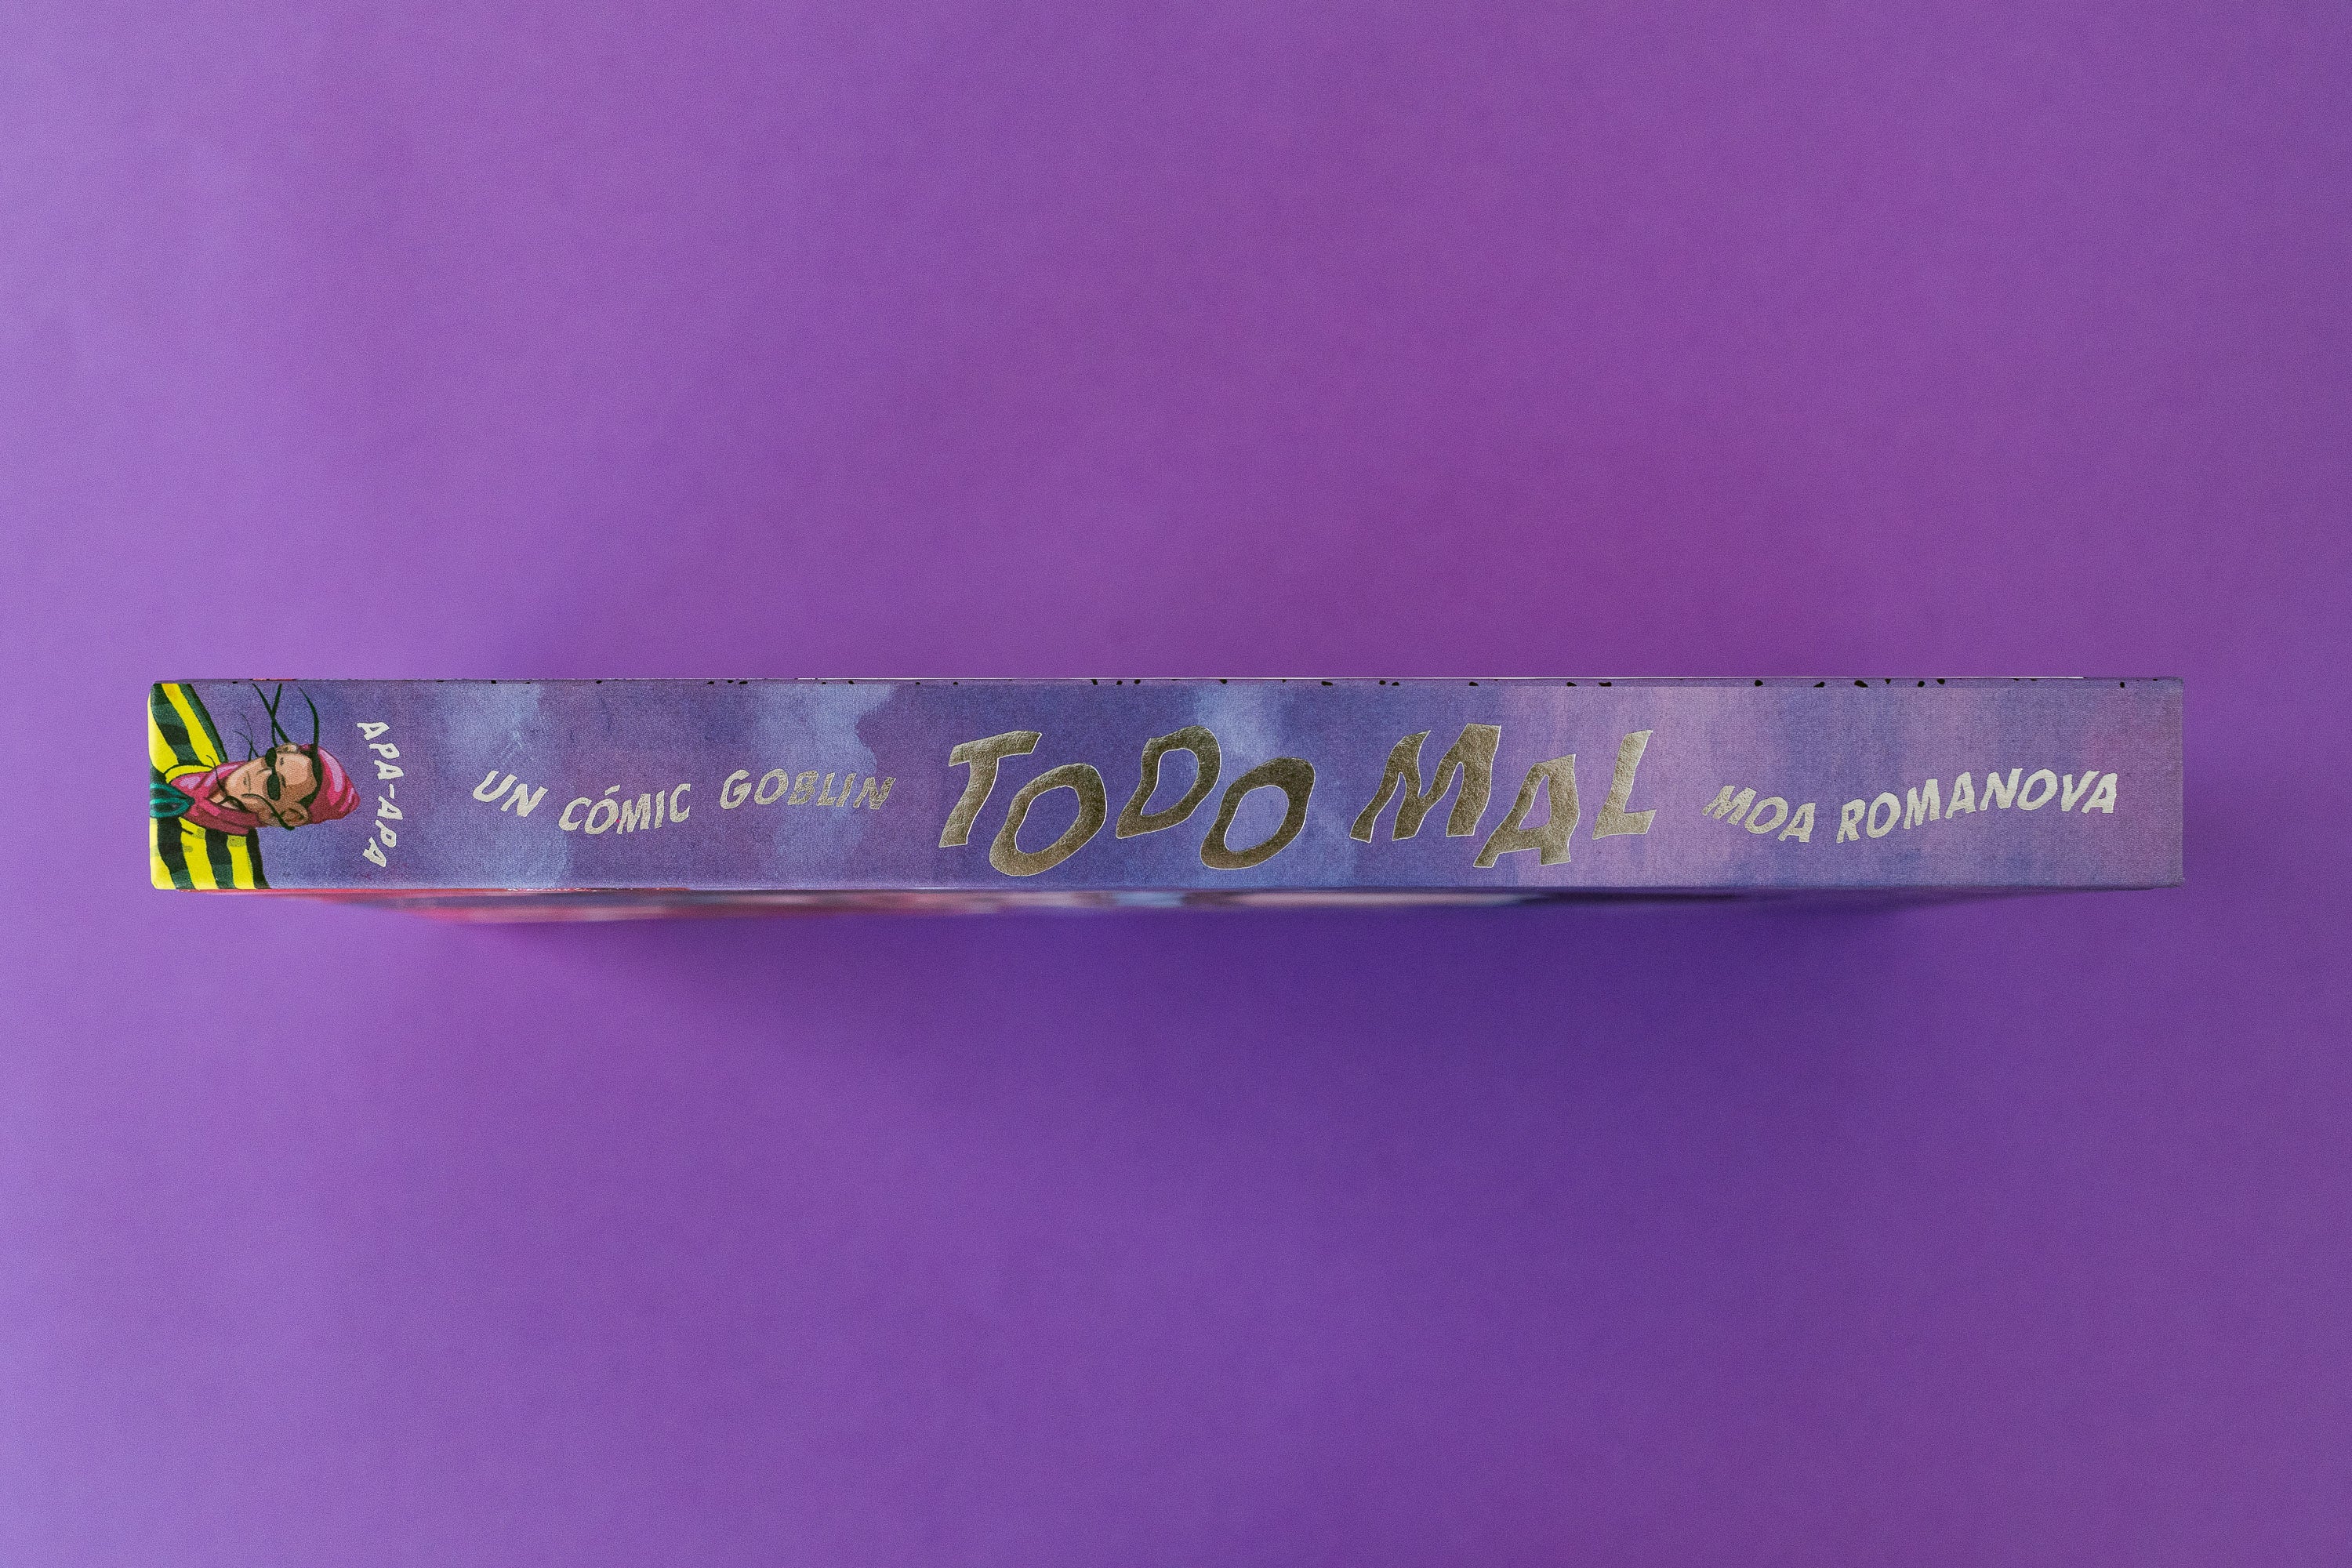 APA-APA
UN CÓMIC GOBLIN
TODO MAL
MOA ROMANOVA